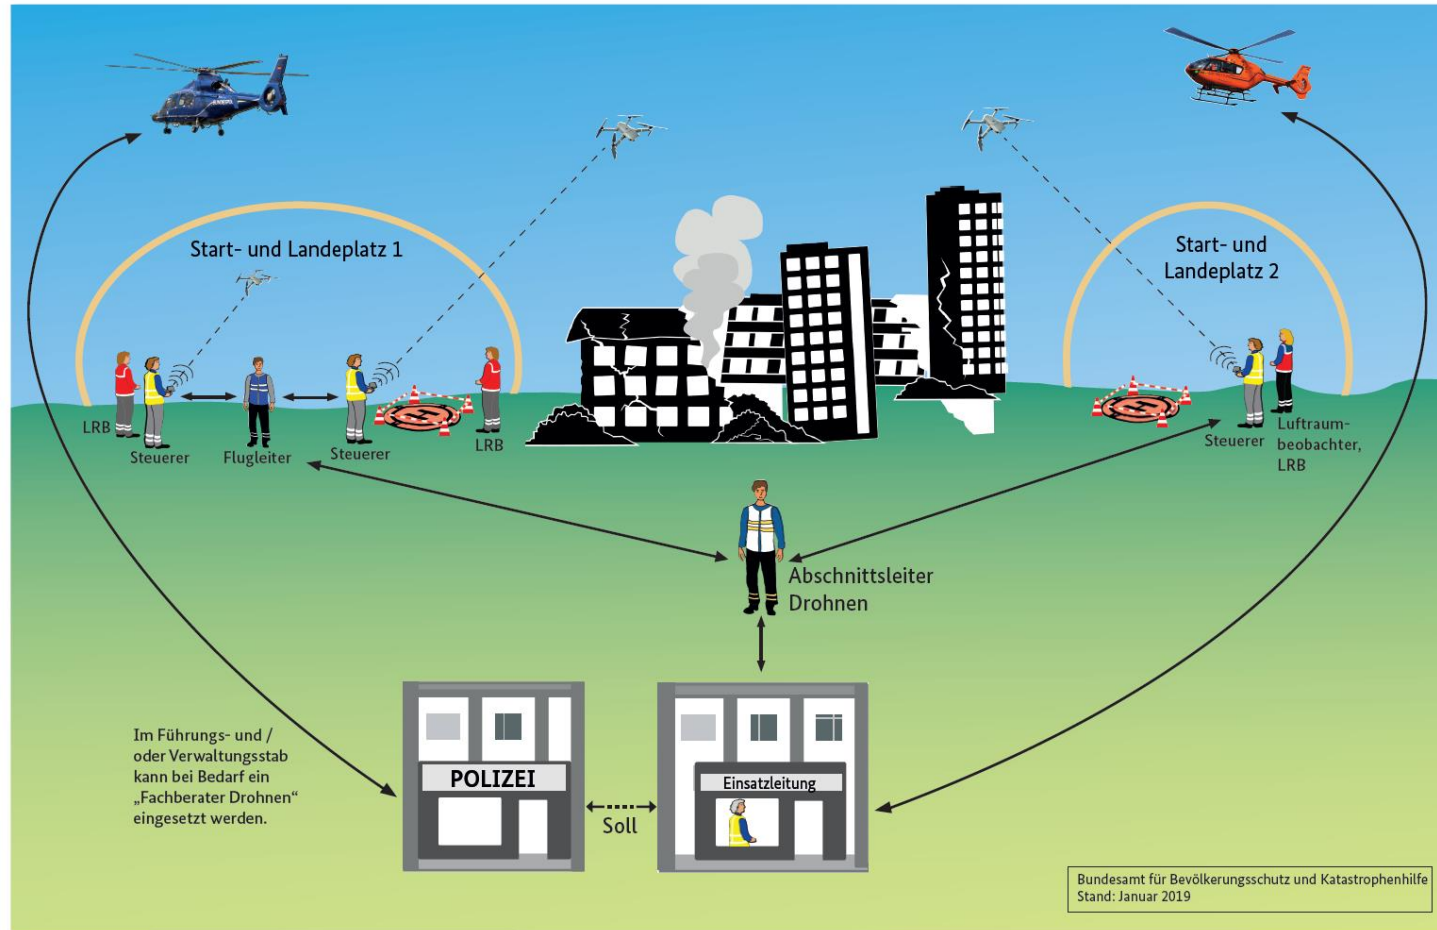 Start- und Landeplatz 1
Start- und
Landeplatz 2
LRB
Steuerer
Flugleiter
Steuerer
LRB
Steuerer
Luftraum-
beobachter,
LRB
Abschnittsleiter
Drohnen
Im Führungs- und /
oder Verwaltungsstab
kann bei Bedarf ein
„Fachberater Drohnen“
eingesetzt werden.
POLIZEI
Soll
Einsatzleitung
Bundesamt für Bevölkerungsschutz und Katastrophenhilfe
Stand: Januar 2019